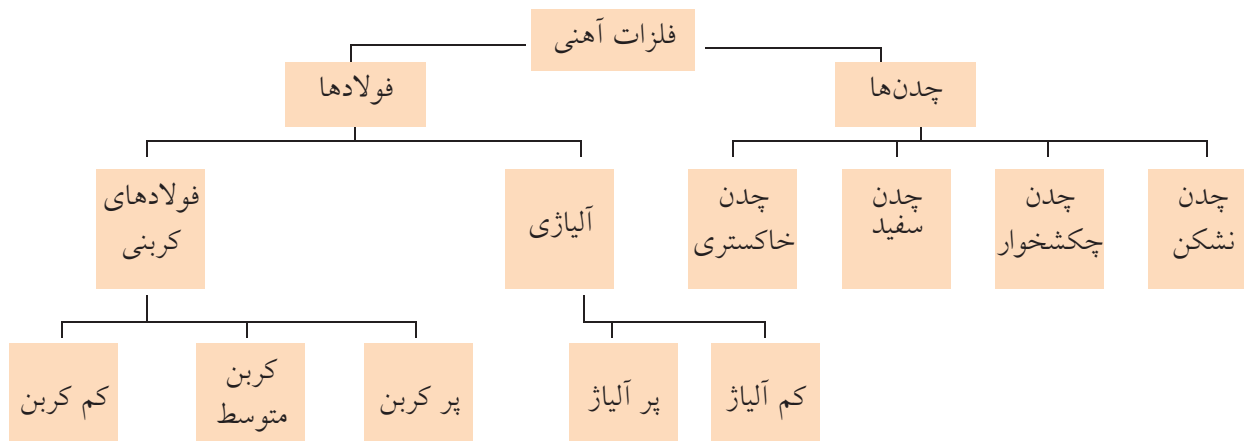 فلزات آهنی
چدن‌ها
فولادها
چدن
نشکن
چدن
چکشخوار
چدن
سفید
چدن
خاکستری
آلیاژی
فولادهای
کربنی
کم آلیاژ
پر آلیاژ
پر کربن
کربن
متوسط
کم کربن